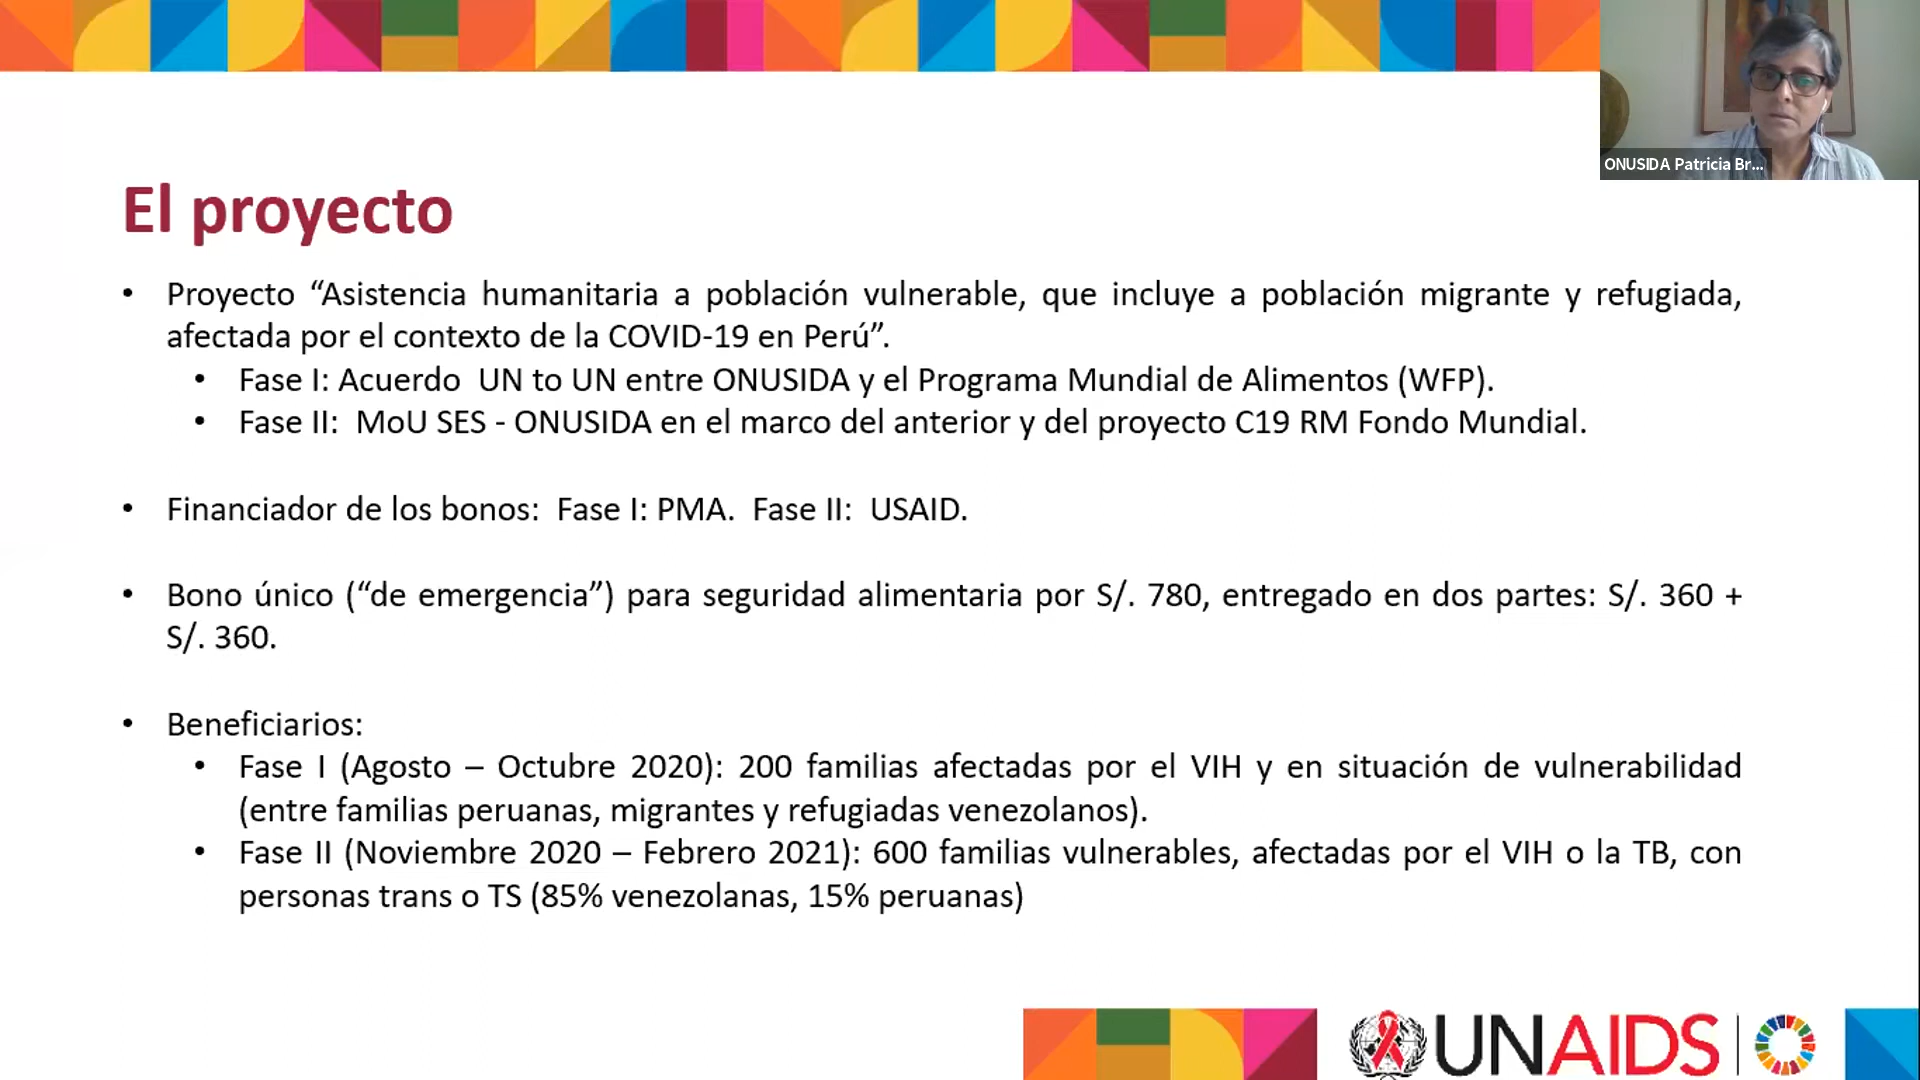 ONUSIDA Patricia Br...
El proyecto
• Proyecto “Asistencia humanitaria a población vulnerable, que incluye a población migrante y refugiada,
afectada por el contexto de la COVID-19 en Perú”.
• Fase I: Acuerdo UN to UN entre ONUSIDA y el Programa Mundial de Alimentos (WFP).
• Fase II: MoU SES - ONUSIDA en el marco del anterior y del proyecto C19 RM Fondo Mundial.
• Financiador de los bonos: Fase I: PMA. Fase II: USAID.
• Bono único (“de emergencia”) para seguridad alimentaria por S/. 780, entregado en dos partes: S/. 360 +
S/. 360.
• Beneficiarios:
• Fase I (Agosto – Octubre 2020): 200 familias afectadas por el VIH y en situación de vulnerabilidad
(entre familias peruanas, migrantes y refugiadas venezolanos).
• Fase II (Noviembre 2020 – Febrero 2021): 600 familias vulnerables, afectadas por el VIH o la TB, con
personas trans o TS (85% venezolanas, 15% peruanas)
UNAIDS